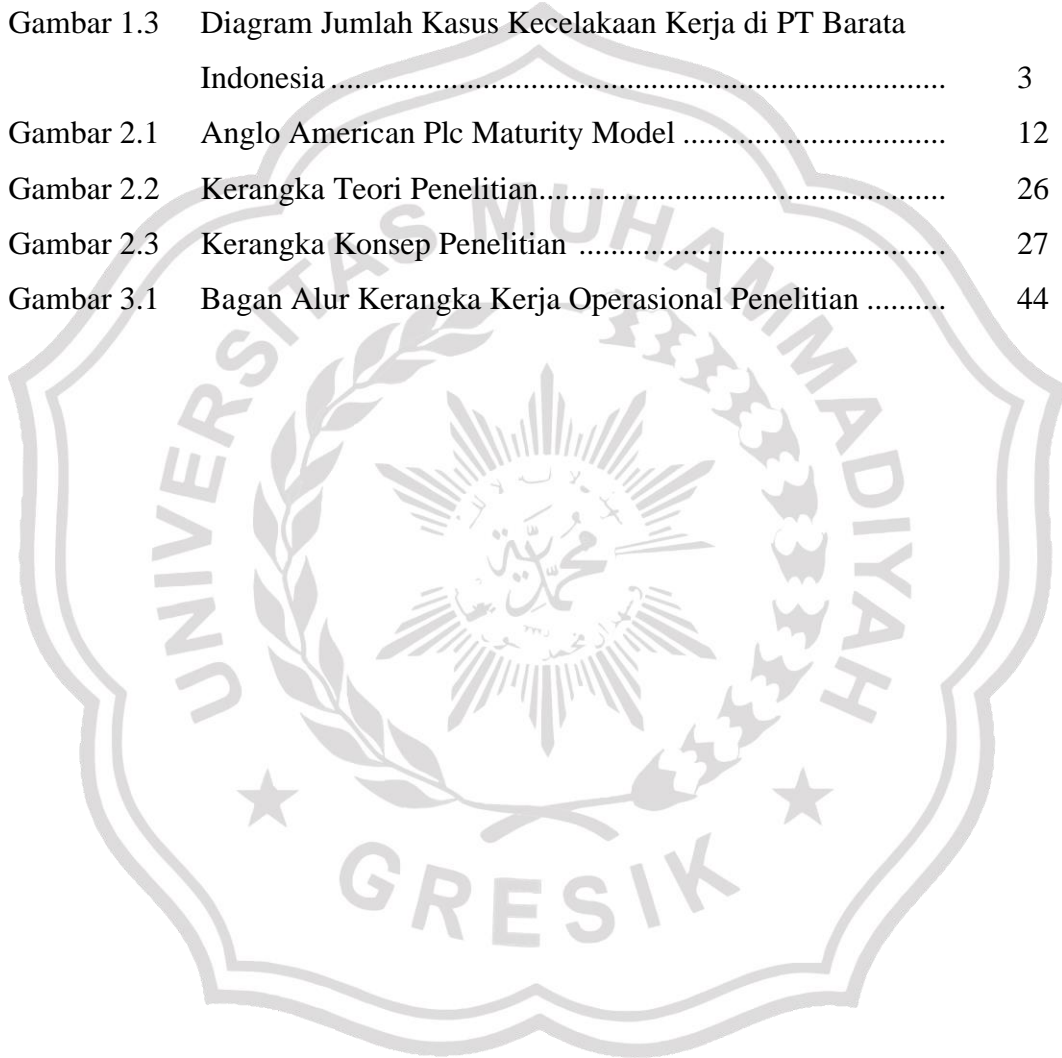 Gambar 1.3 Diagram Jumlah Kasus Kecelakaan Kerja di PT Barata
Indonesia ............................................................................. 3
Gambar 2.1 Anglo American Plc Maturity Model ................................. 12
Gambar 2.2 Kerangka Teori Penelitian................................................... 26
Gambar 2.3 Kerangka Konsep Penelitian .............................................. 27
Gambar 3.1 Bagan Alur Kerangka Kerja Operasional Penelitian .......... 44
UNIVERSITAS MUHAMMADIYAH
محمدية
GRESIK